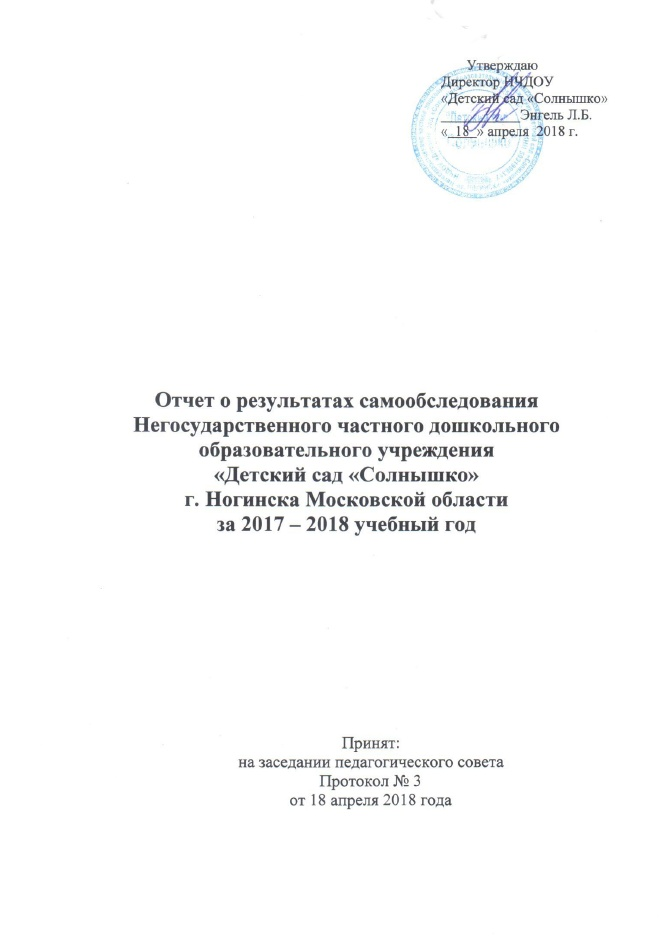 Утверждаю
Директор НЧДОУ
«Детский сад «Солнышко»
__________Энгель Л.Б.
«_18_» апреля 2018 г.
Отчет о результатах самообследования
Негосударственного частного дошкольного
образовательного учреждения
«Детский сад «Солнышко»
г. Ногинска Московской области
за 2017 – 2018 учебный год
Принят:
на заседании педагогического совета
Протокол № 3
от 18 апреля 2018 года